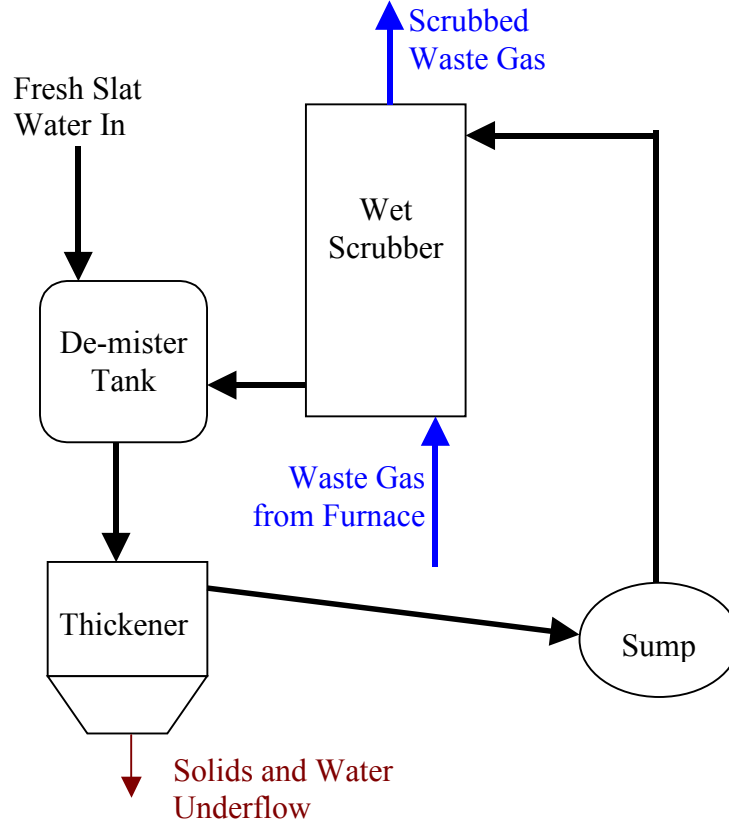 Scrubbed
Waste Gas
Fresh Slat
Water In
Wet
Scrubber
De-mister
Tank
Waste Gas
from Furnace
Thickener
Sump
Solids and Water
Underflow